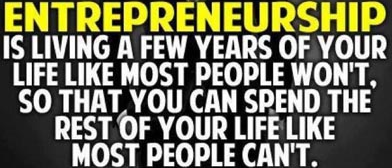 ENTREPRENEURSHIP
IS LIVING A FEW YEARS OF YOUR
LIFE LIKE MOST PEOPLE WON'T,
SO THAT YOU CAN SPEND THE
REST OF YOUR LIFE LIKE
MOST PEOPLE CAN'T.